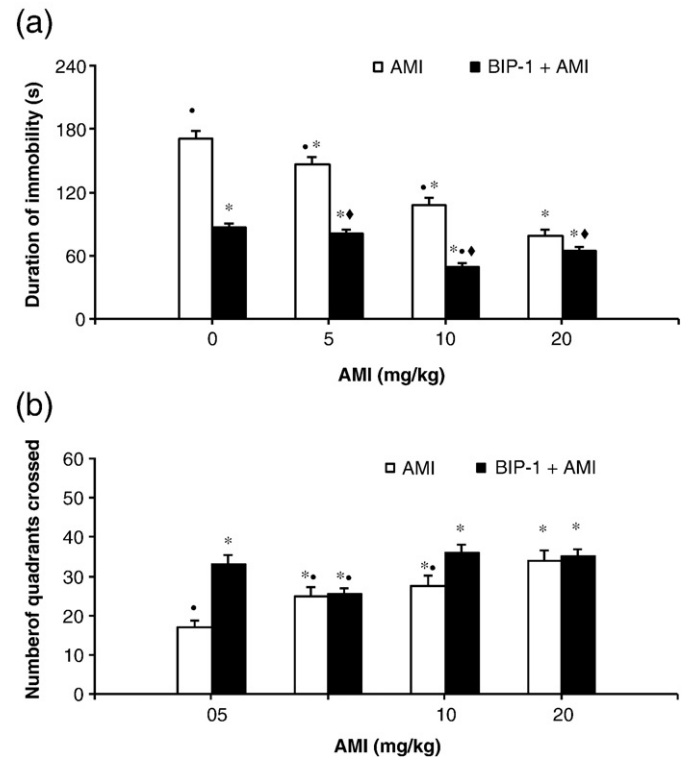 (a)
240
AMI BIP-1 + AMI
180
120
60
0
Duration of immobility (s)
• * • * • * * *♦ *•♦ * *♦
0 5 10 20
AMI (mg/kg)
(b)
60
AMI BIP-1 + AMI
50
40
30
20
10
0
Numberof quadrants crossed
• * *• *• *• * * *
05 10 20
AMI (mg/kg)